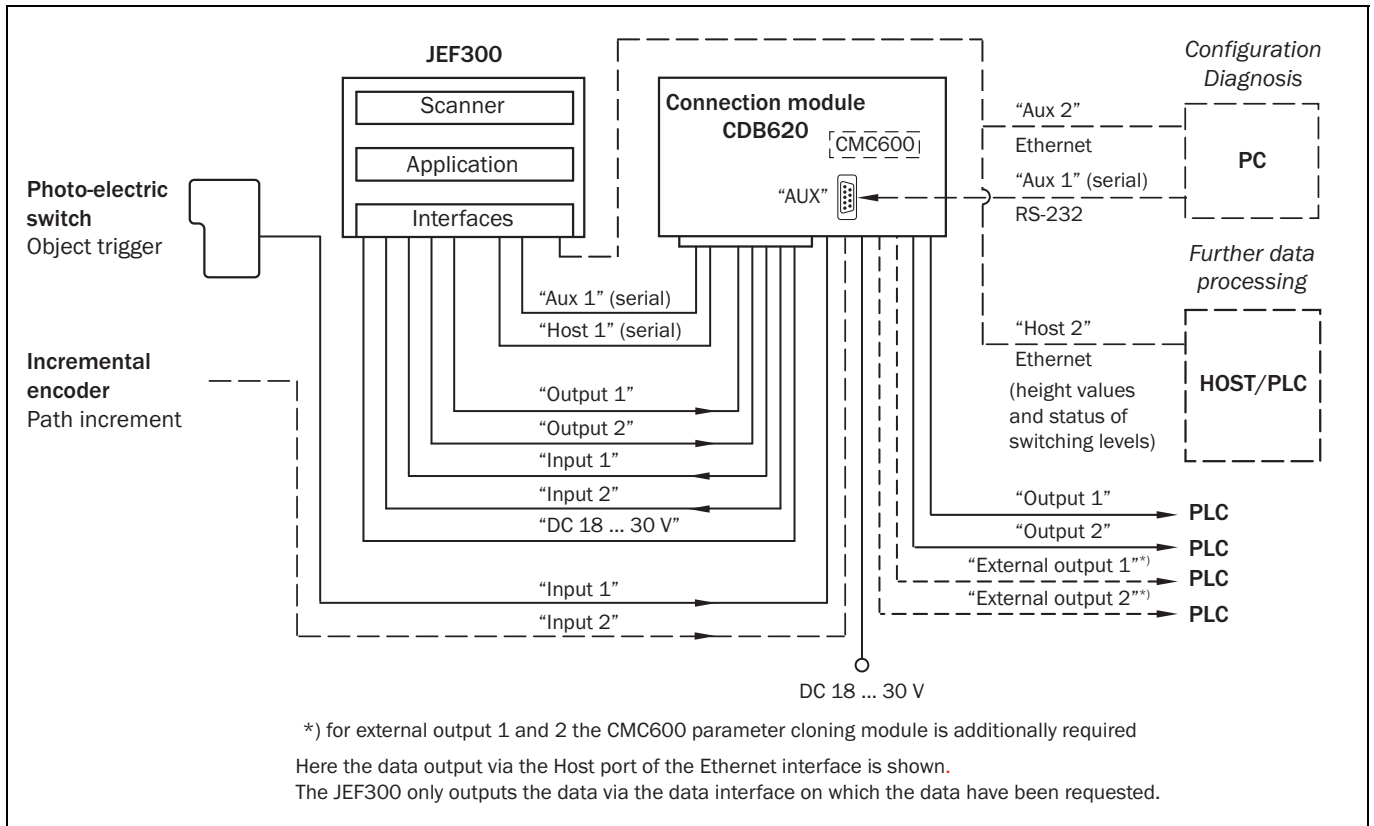 JEF300
Scanner
Application
Interfaces
Connection module
CDB620
CMC600
“AUX”
Configuration
Diagnosis
“Aux 2”
Ethernet
“Aux 1” (serial)
RS-232
PC
Photo-electric
switch
Object trigger
Incremental
encoder
Path increment
“Aux 1” (serial)
“Host 1” (serial)
“Output 1”
“Output 2”
“Input 1”
“Input 2”
“DC 18 ... 30 V”
“Input 1”
“Input 2”
Further data
processing
“Host 2”
Ethernet
(height values
and status of
switching levels)
HOST/PLC
“Output 1”
PLC
“Output 2”
PLC
“External output 1”*)
PLC
“External output 2”*)
PLC
DC 18 ... 30 V
*) for external output 1 and 2 the CMC600 parameter cloning module is additionally required
Here the data output via the Host port of the Ethernet interface is shown.
The JEF300 only outputs the data via the data interface on which the data have been requested.